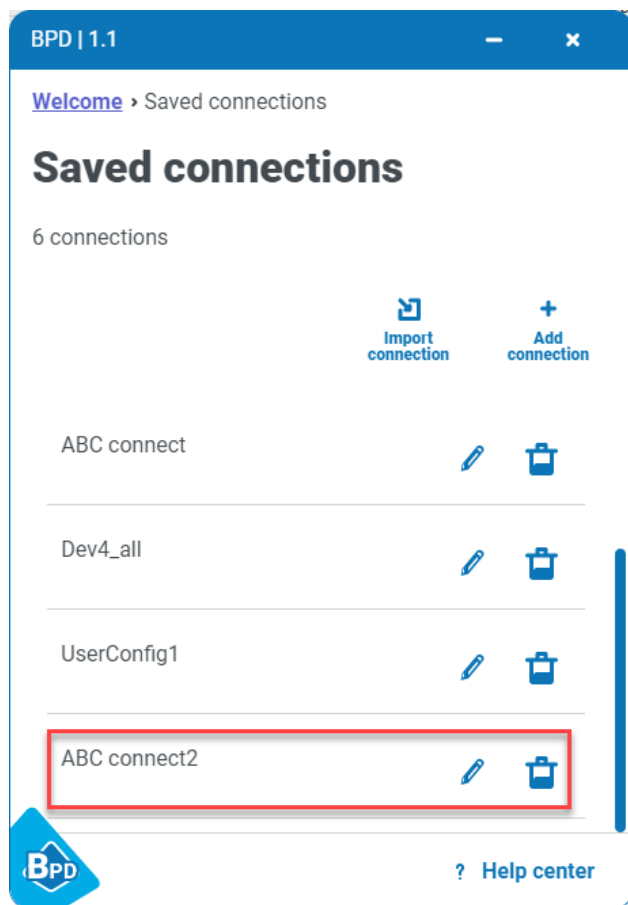 BPD | 1.1
Welcome › Saved connections
Saved connections
6 connections
Import
connection
+
Add
connection
ABC connect
Dev4_all
UserConfig1
ABC connect2
BPD
? Help center